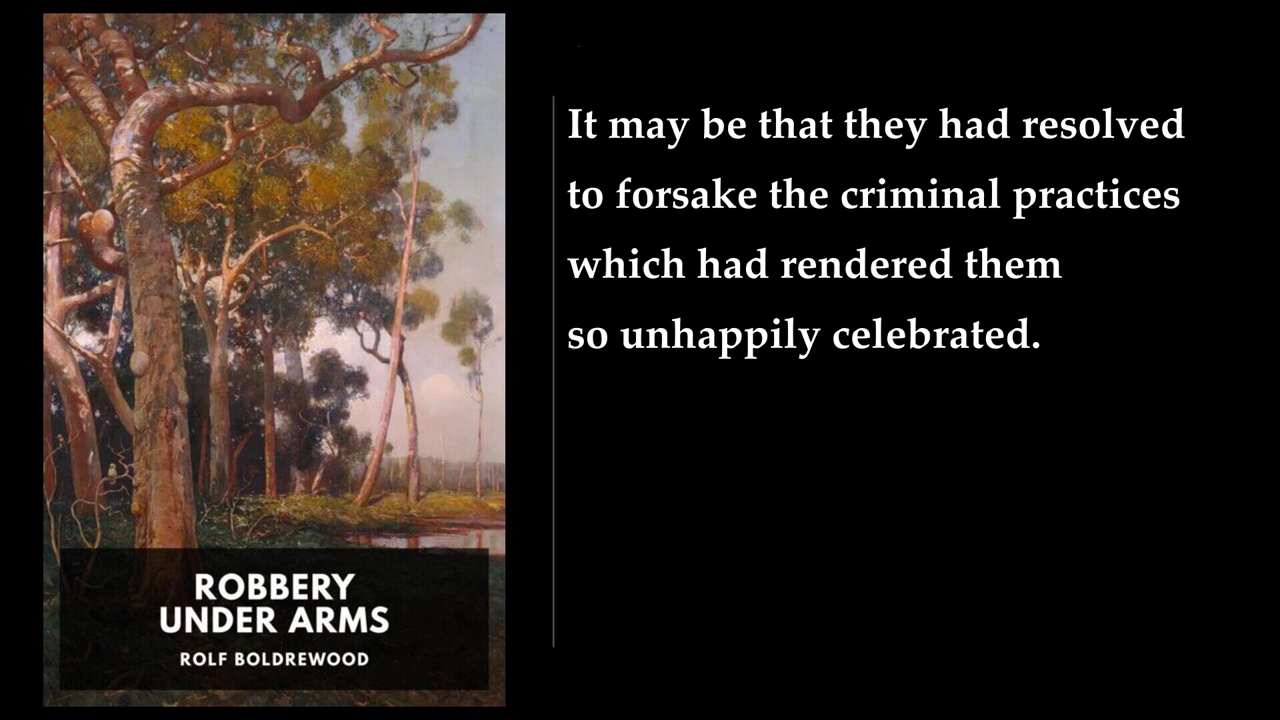 It may be that they had resolved
to forsake the criminal practices
which had rendered them
so unhappily celebrated.
ROBBERY
UNDER ARMS
ROLF BOLDREWOOD